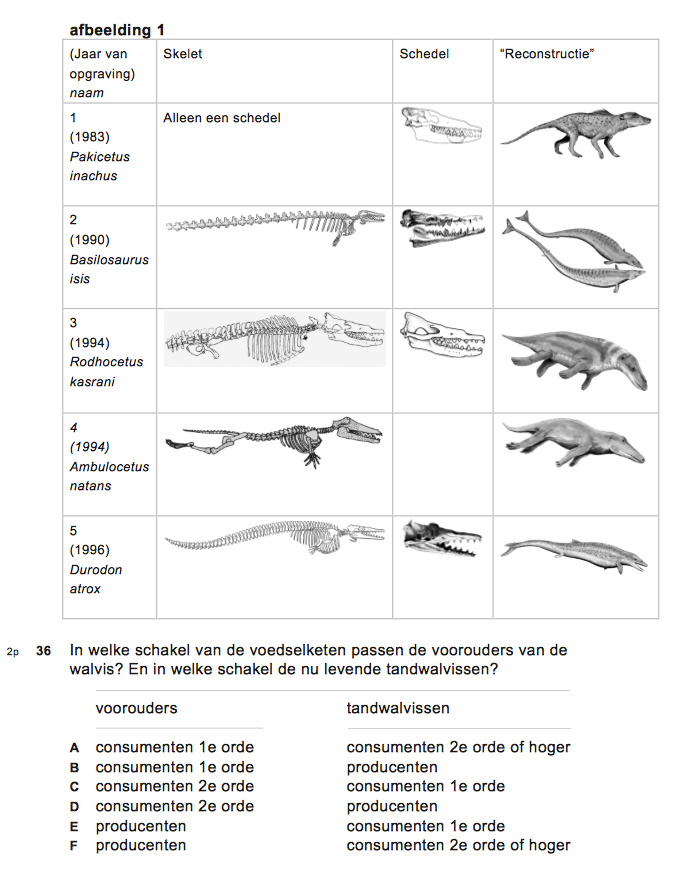 afbeelding 1
(Jaar van
opgraving)
naam
Skelet
Schedel
“Reconstructie”
1
(1983)
Pakicetus
inachus
Alleen een schedel
2
(1990)
Basilosaurus
isis
3
(1994)
Rodhocetus
kasrani
4
(1994)
Ambulocetus
natans
5
(1996)
Durodon
atrox
2p 36 In welke schakel van de voedselketen passen de voorouders van de
walvis? En in welke schakel de nu levende tandwalvissen?
voorouders tandwalvissen
A consumenten 1e orde consumenten 2e orde of hoger
B consumenten 1e orde producenten
C consumenten 2e orde consumenten 1e orde
D consumenten 2e orde producenten
E producenten consumenten 1e orde
F producenten consumenten 2e orde of hoger